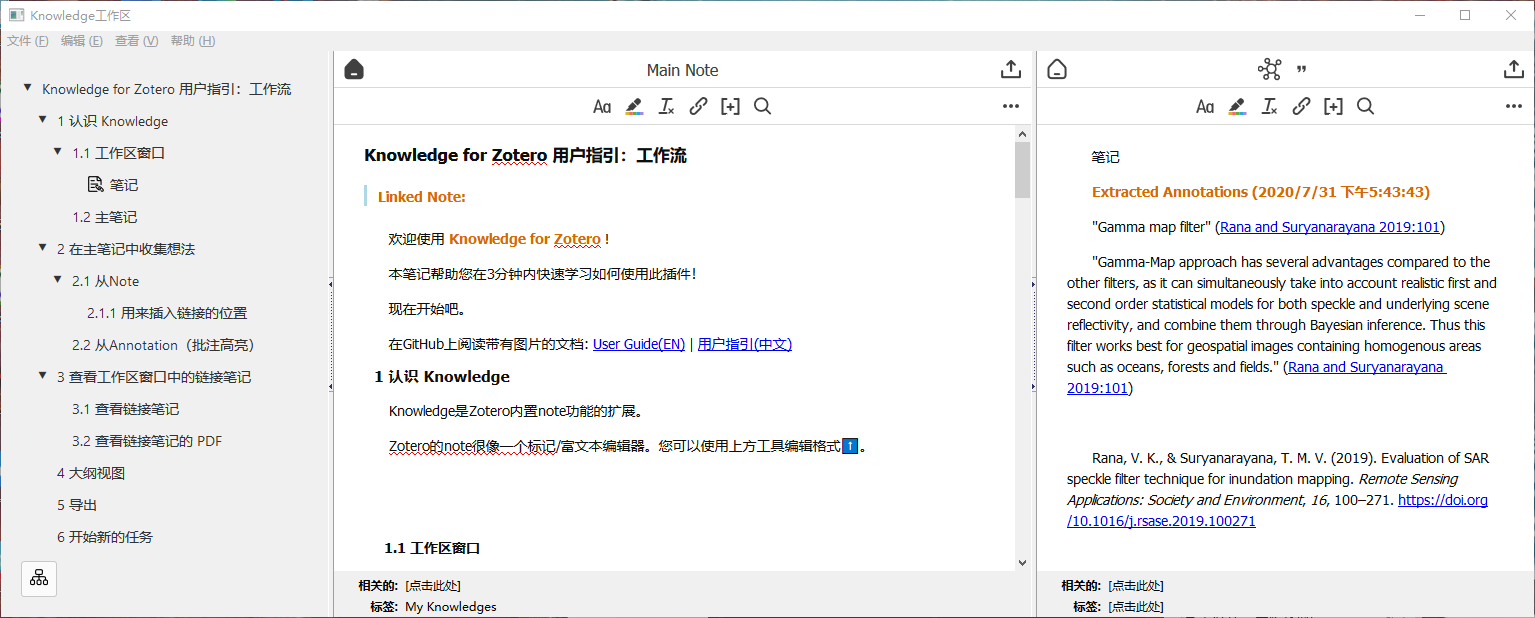 Knowledge工作区
文件 (F) 编辑 (E) 查看 (V) 帮助 (H)
Knowledge for Zotero 用户指引：工作流
1 认识 Knowledge
1.1 工作区窗口
笔记
1.2 主笔记
2 在主笔记中收集想法
2.1 从Note
2.1.1 用来插入链接的位置
2.2 从Annotation（批注高亮）
3 查看工作区窗口中的链接笔记
3.1 查看链接笔记
3.2 查看链接笔记的 PDF
4 大纲视图
5 导出
6 开始新的任务
Main Note
Aa
Knowledge for Zotero 用户指引：工作流
Linked Note:
欢迎使用 Knowledge for Zotero！
本笔记帮助您在3分钟内快速学习如何使用此插件！
现在开始吧。
在GitHub上阅读带有图片的文档: User Guide(EN) | 用户指引(中文)
1 认识 Knowledge
Knowledge是Zotero内置note功能的扩展。
Zotero的note很像一个标记/富文本编辑器。您可以使用上方工具编辑格式⬆️。
1.1 工作区窗口
相关的: [点击此处]
标签: My Knowledges
Aa
笔记
Extracted Annotations (2020/7/31 下午5:43:43)
"Gamma map filter" (Rana and Suryanarayana 2019:101)
"Gamma-Map approach has several advantages compared to the
other filters, as it can simultaneously take into account realistic first and
second order statistical models for both speckle and underlying scene
reflectivity, and combine them through Bayesian inference. Thus this
filter works best for geospatial images containing homogenous areas
such as oceans, forests and fields." (Rana and Suryanarayana
2019:101)
Rana, V. K., & Suryanarayana, T. M. V. (2019). Evaluation of SAR
speckle filter technique for inundation mapping. Remote Sensing
Applications: Society and Environment, 16, 100–271. https://doi.org
/10.1016/j.rsase.2019.100271
相关的: [点击此处]
标签: [点击此处]